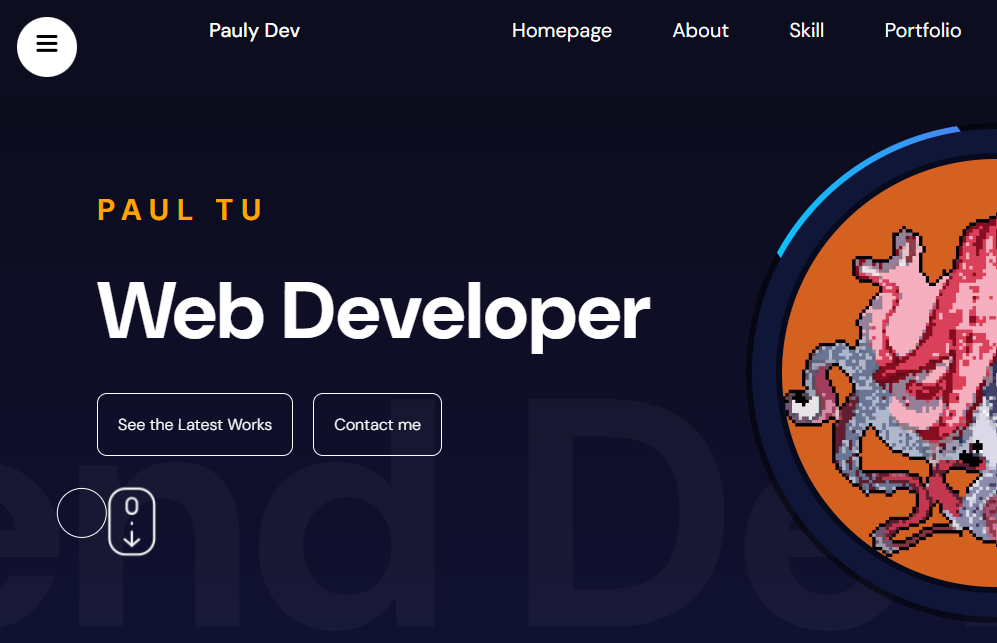 Pauly Dev
Homepage
About
Skill
Portfolio
PAUL TU
Web Developer
See the Latest Works
Contact me
end De